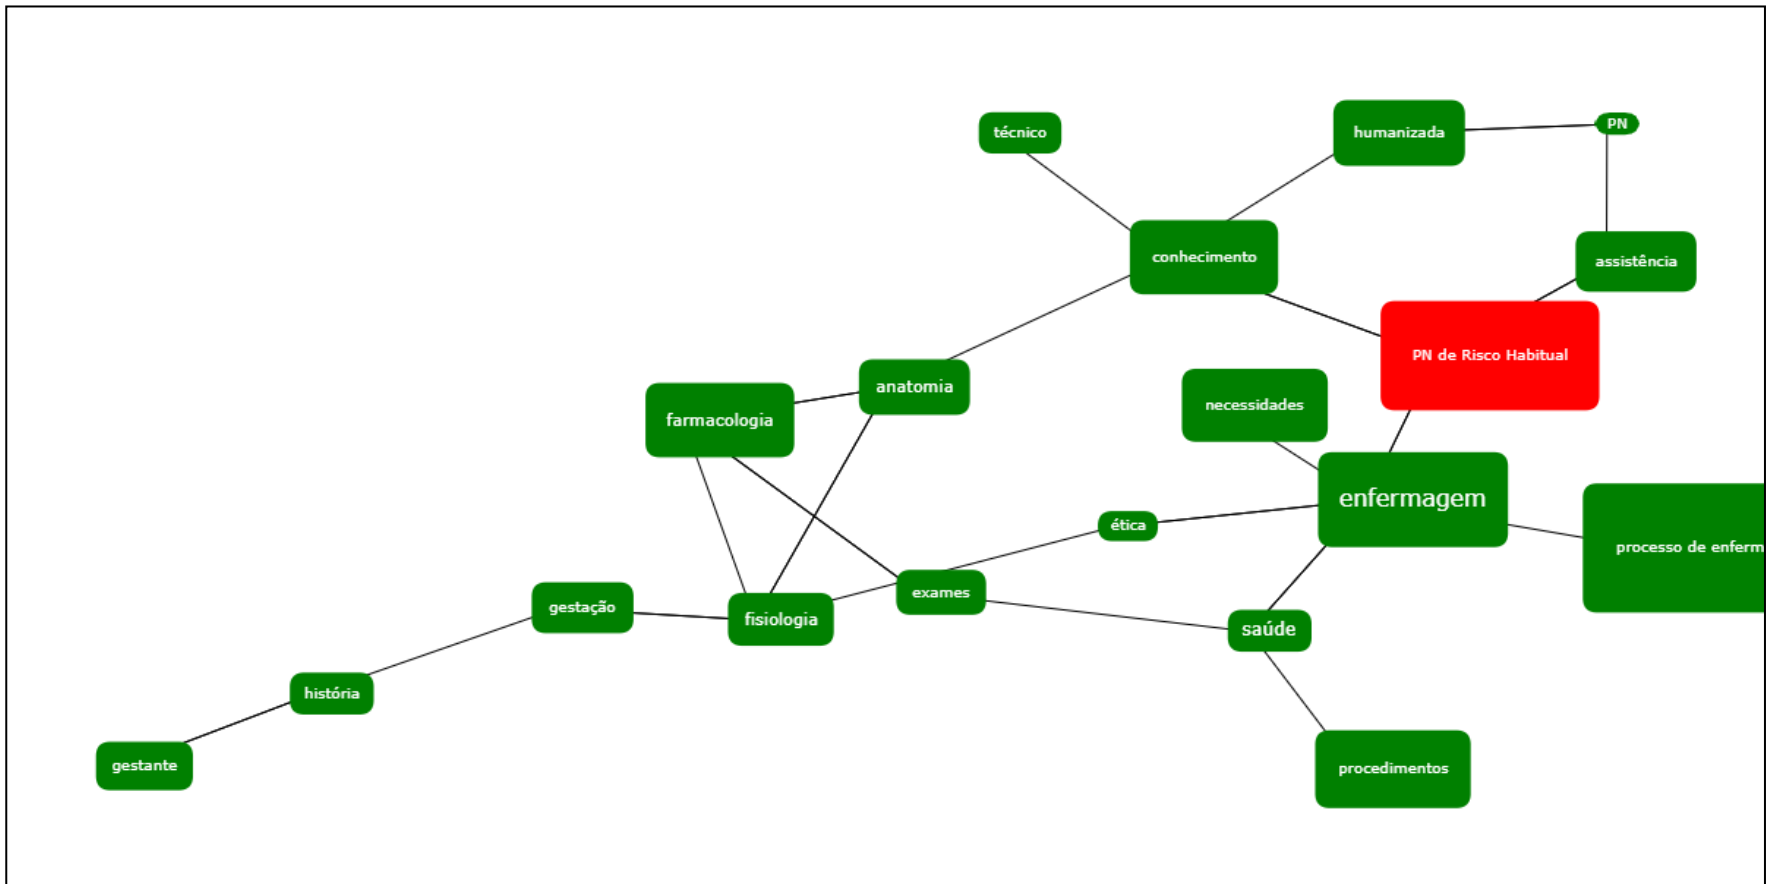 PN
técnico
humanizada
conhecimento
assistência
PN de Risco Habitual
anatomia
necessidades
farmacologia
enfermagem
ética
processo de enferm
exames
gestação
fisiologia
saúde
história
gestante
procedimentos